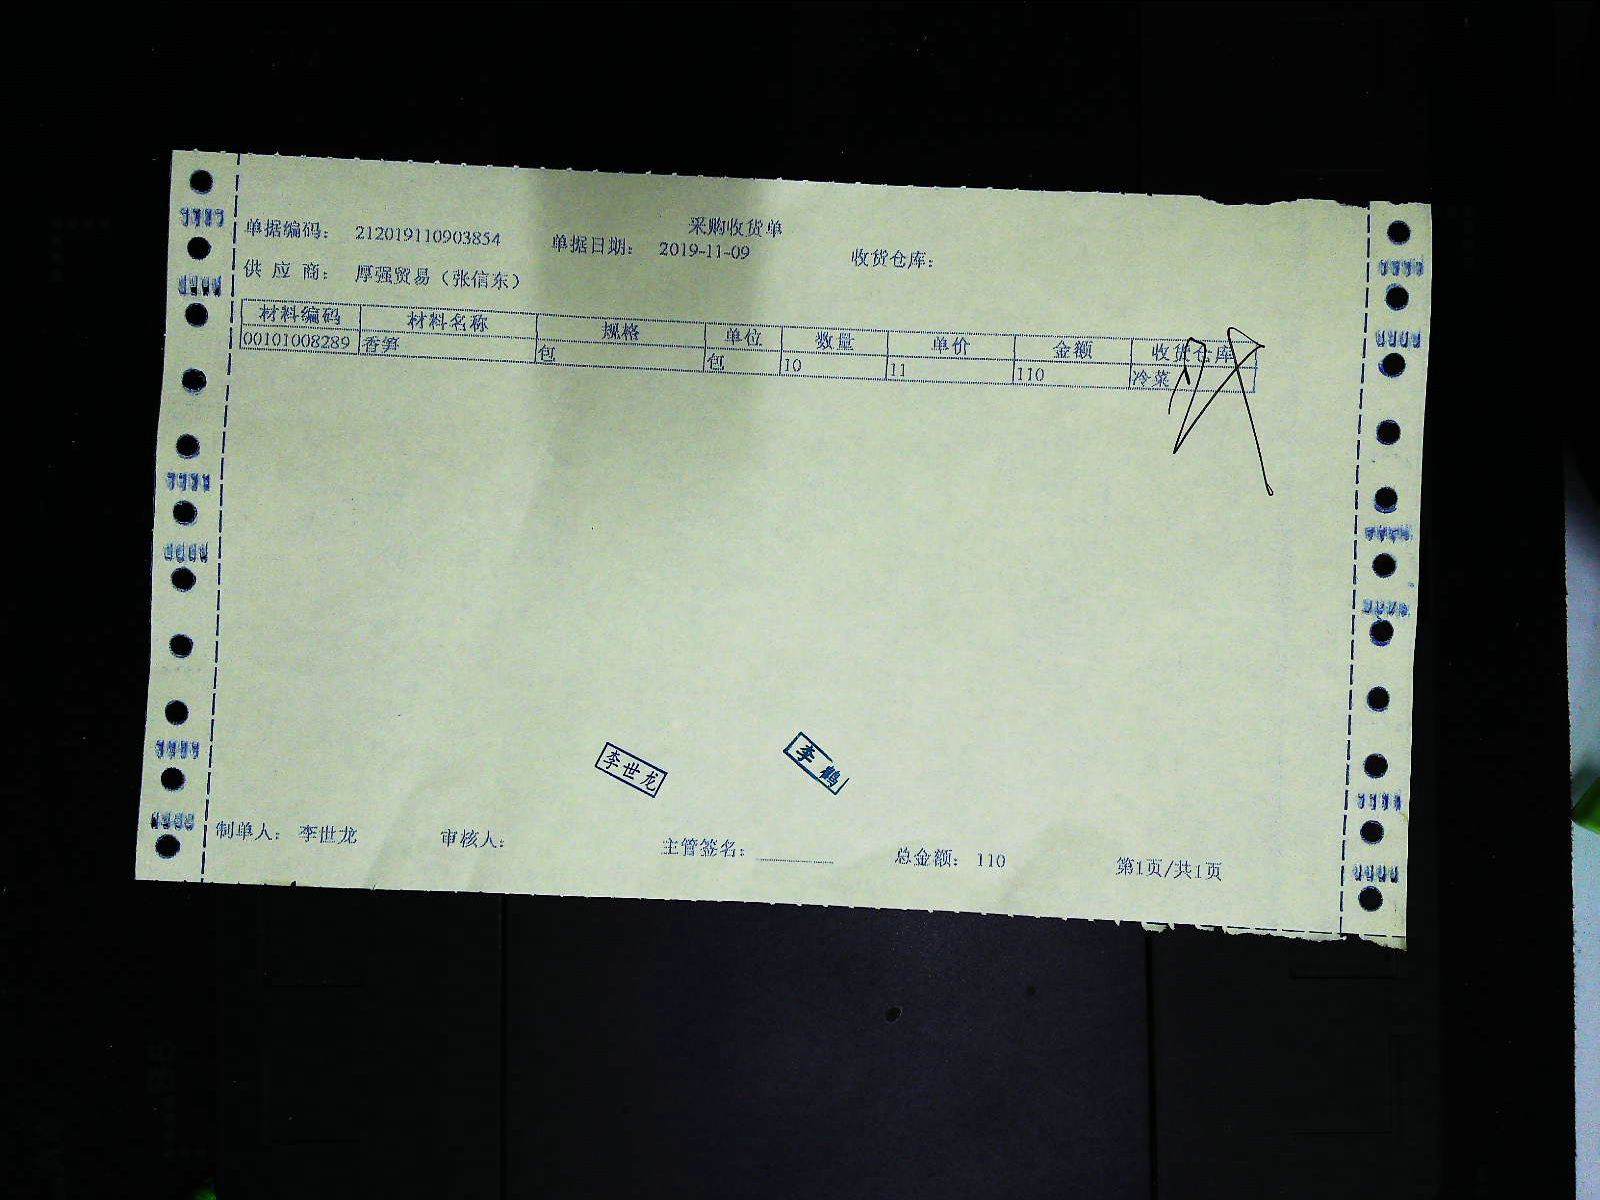 采购收货单
单据编码： 212019110903854 单据日期： 2019-11-09 收货仓库：
供 应 商： 厚强贸易（张信东）
材料编码 材料名称 规格 单位 数量 单价 金额 收货仓库
00101008289 香笋 包 包 10 11 110 冷菜
李世龙 李鹤
制单人： 李世龙 审核人： 主管签名： 总金额： 110 第1页/共1页